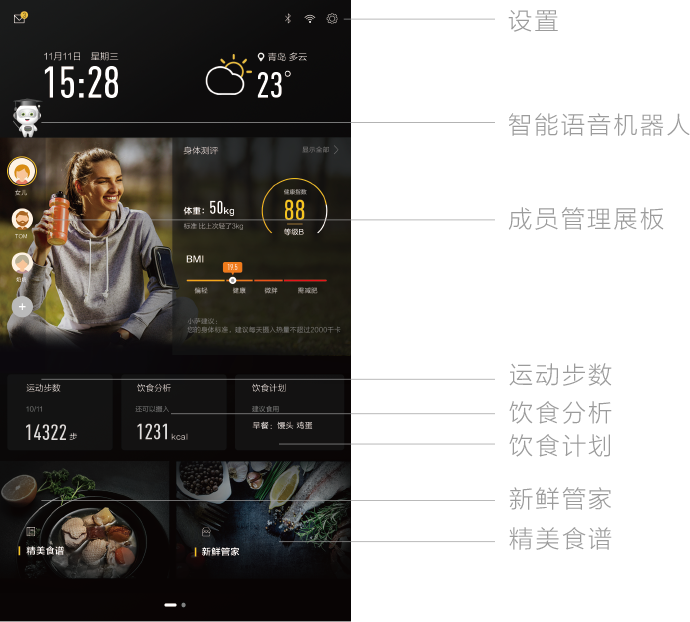 3
设置
11月11日 星期三
青岛 多云
15:28
23°
智能语音机器人
身体测评
显示全部
女儿
体重: 50kg
标准 比上次轻了3kg
健康指数
88
等级B
成员管理展板
TOM
BMI
19.5
偏轻 健康 微胖 需减肥
小萨建议:
您的身体标准,建议每天摄入热量不超过2000千卡
运动步数
10/11
14322 步
饮食分析
还可以摄入
1231 kcal
饮食计划
建议食用
早餐: 馒头 鸡蛋
运动步数
饮食分析
饮食计划
新鲜管家
精美食谱
精美食谱
新鲜管家